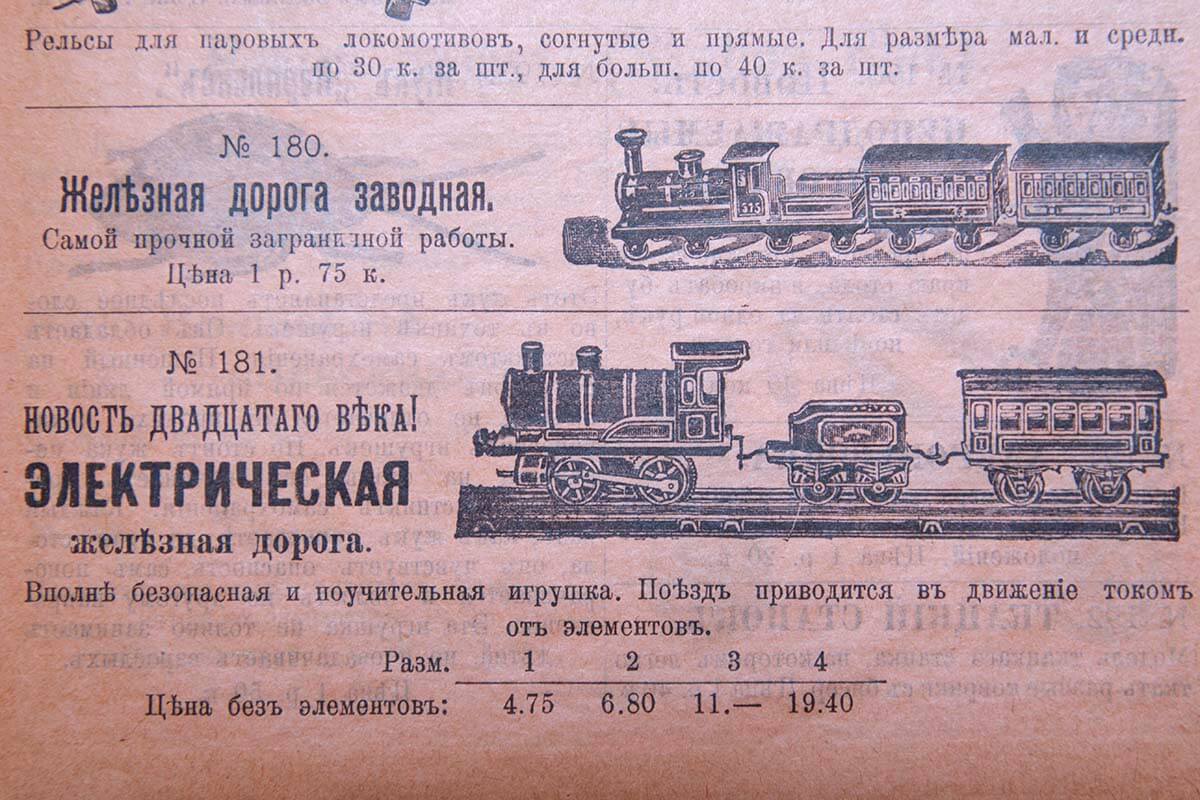 Рельсы для паровыхъ локомотивовъ, согнутые и прямые. Для размѣра мал. и средн.
по 30 к. за шт., для больш. по 40 к. за шт.
№ 180.
Желѣзная дорога заводная.
Самой прочной заграничной работы.
Цѣна 1 р. 75 к.
515
№ 181.
НОВОСТЬ ДВАДЦАТАГО ВѢКА!
ЭЛЕКТРИЧЕСКАЯ
желѣзная дорога.
Вполнѣ безопасная и поучительная игрушка. Поѣздъ приводится въ движеніе токомъ
отъ элементовъ.
Разм. 1 2 3 4
Цѣна безъ элементовъ: 4.75 6.80 11.— 19.40